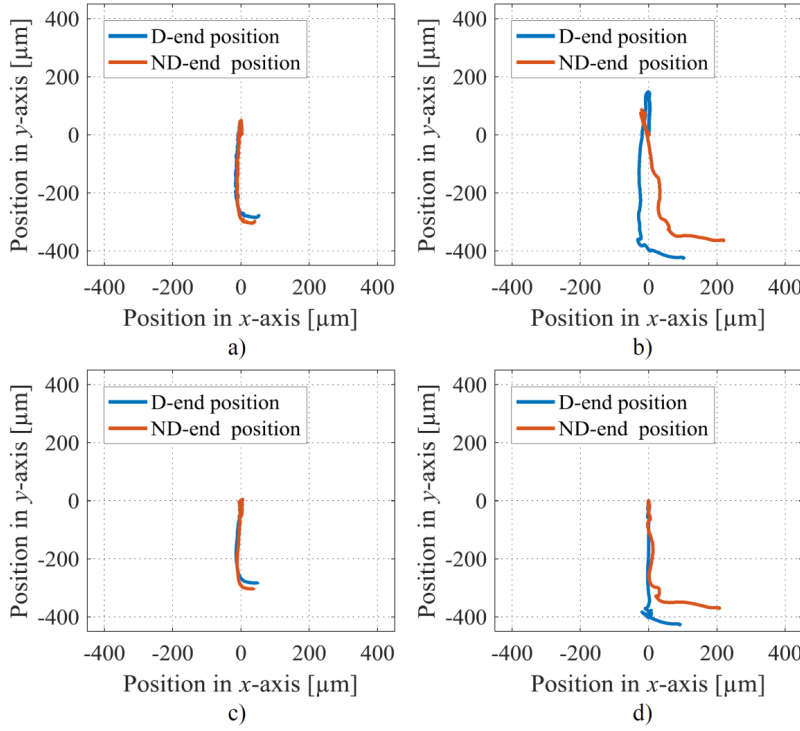 400
200
0
-200
-400
Position in y-axis [µm]
D-end position
ND-end position
-400 -200 0 200 400
Position in x-axis [µm]
a)
400
200
0
-200
-400
Position in y-axis [µm]
D-end position
ND-end position
-400 -200 0 200 400
Position in x-axis [µm]
b)
400
200
0
-200
-400
Position in y-axis [µm]
D-end position
ND-end position
-400 -200 0 200 400
Position in x-axis [µm]
c)
400
200
0
-200
-400
Position in y-axis [µm]
D-end position
ND-end position
-400 -200 0 200 400
Position in x-axis [µm]
d)